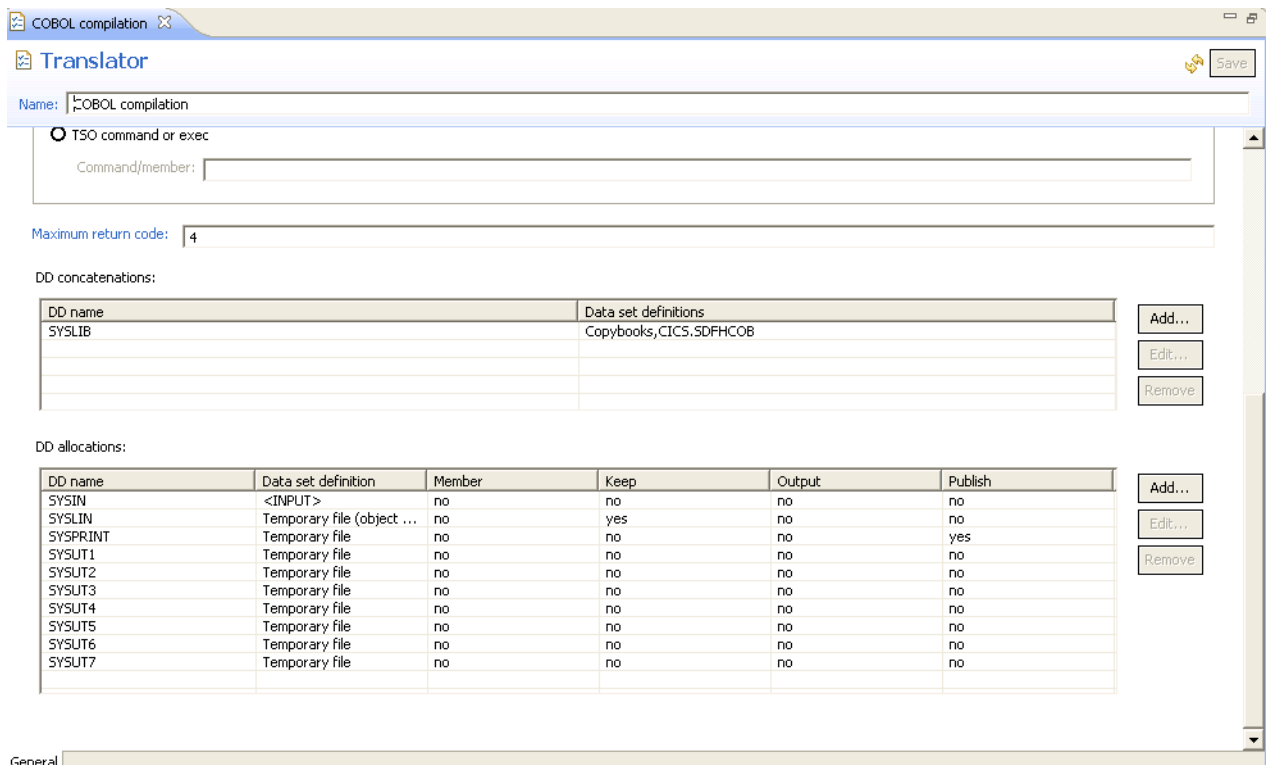 COBOL compilation
Translator
Save
Name: COBOL compilation
TSO command or exec
Command/member:
Maximum return code: 4
DD concatenations:
DD name Data set definitions
SYSLIB Copybooks,CICS.SDFHCOB
Add...
Edit...
Remove
DD allocations:
DD name Data set definition Member Keep Output Publish
SYSIN <INPUT> no no no no
SYSLIN Temporary file (object ... no yes no no
SYSPRINT Temporary file no no no yes
SYSUT1 Temporary file no no no no
SYSUT2 Temporary file no no no no
SYSUT3 Temporary file no no no no
SYSUT4 Temporary file no no no no
SYSUT5 Temporary file no no no no
SYSUT6 Temporary file no no no no
SYSUT7 Temporary file no no no no
Add...
Edit...
Remove
General